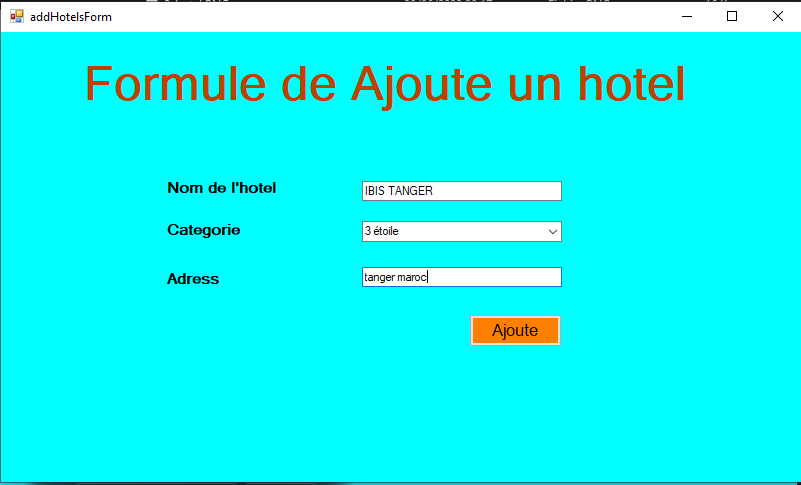 addHotelsForm
Formule de Ajoute un hotel
Nom de l'hotel IBIS TANGER
Categorie 3 étoile
Adress tanger maroc
Ajoute